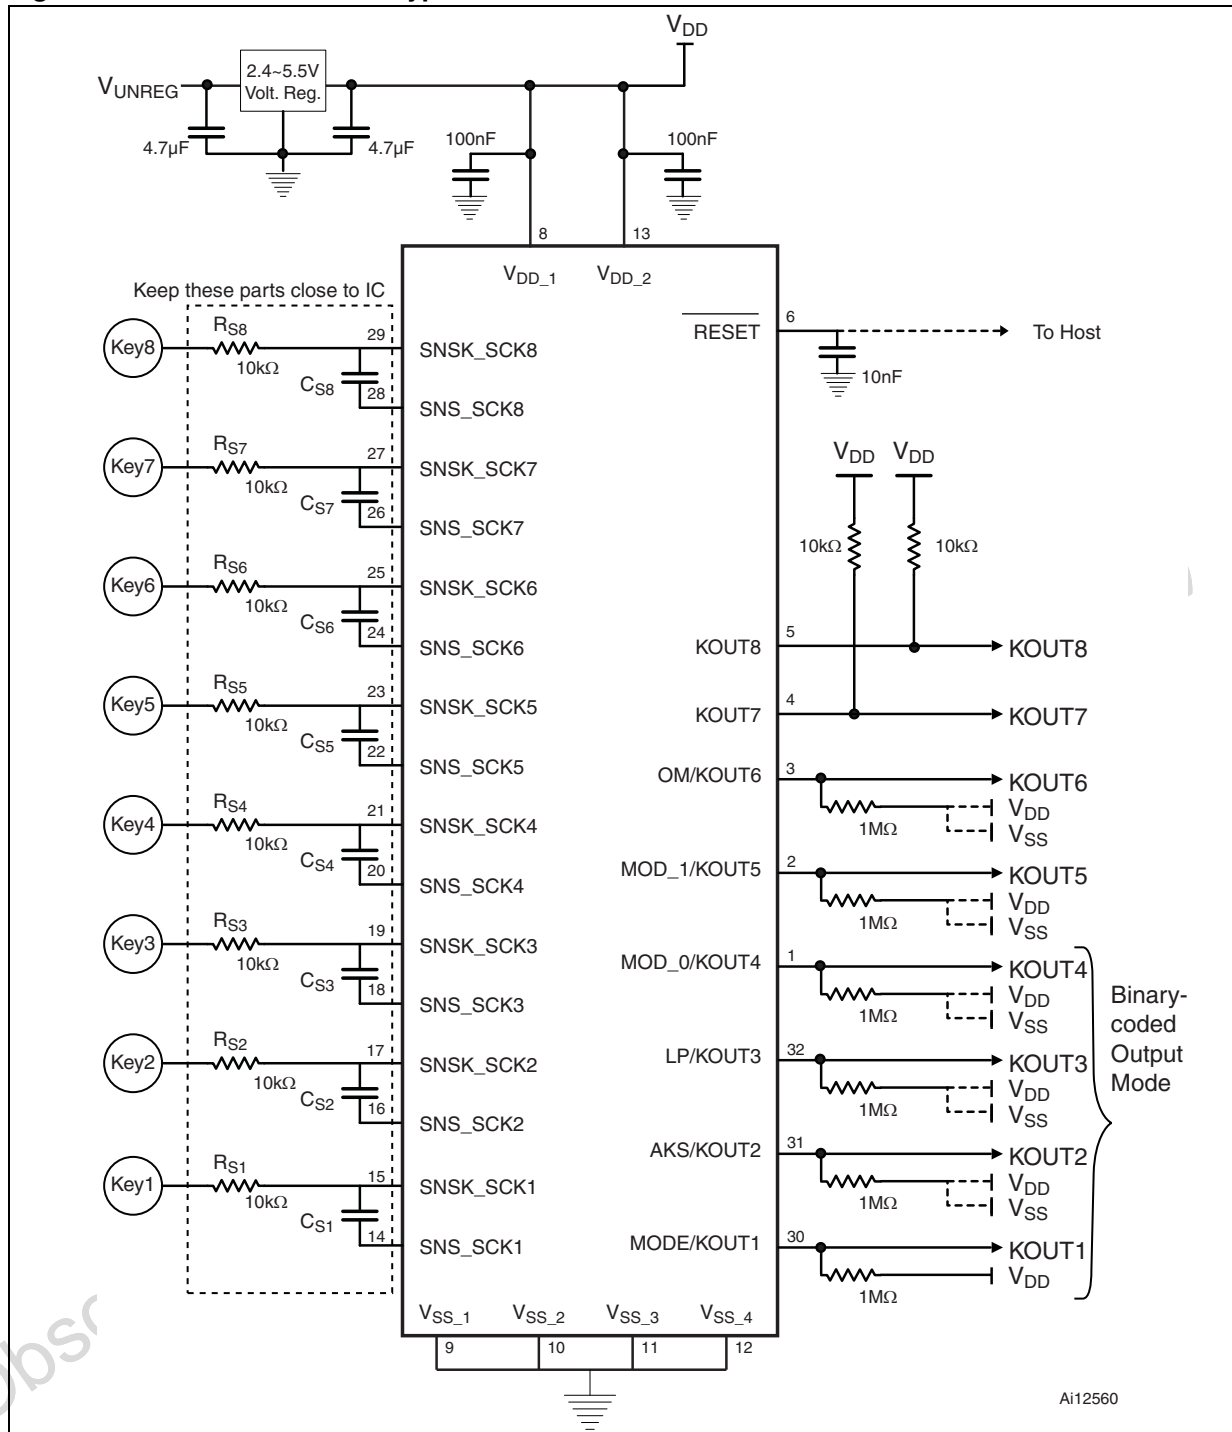 V_DD
V_UNREG
2.4~5.5V
Volt. Reg.
4.7µF
4.7µF
100nF
100nF
8
13
V_DD_1
V_DD_2
Keep these parts close to IC
RESET
6
To Host
10nF
Key8
R_S8
10kΩ
C_S8
29
28
SNSK_SCK8
SNS_SCK8
Key7
R_S7
10kΩ
C_S7
27
26
SNSK_SCK7
SNS_SCK7
Key6
R_S6
10kΩ
C_S6
25
24
SNSK_SCK6
SNS_SCK6
Key5
R_S5
10kΩ
C_S5
23
22
SNSK_SCK5
SNS_SCK5
Key4
R_S4
10kΩ
C_S4
21
20
SNSK_SCK4
SNS_SCK4
Key3
R_S3
10kΩ
C_S3
19
18
SNSK_SCK3
SNS_SCK3
Key2
R_S2
10kΩ
C_S2
17
16
SNSK_SCK2
SNS_SCK2
Key1
R_S1
10kΩ
C_S1
15
14
SNSK_SCK1
SNS_SCK1
V_DD
V_DD
10kΩ
10kΩ
KOUT8
5
KOUT8
KOUT7
4
KOUT7
OM/KOUT6
3
KOUT6
1MΩ
V_DD
V_SS
MOD_1/KOUT5
2
KOUT5
1MΩ
V_DD
V_SS
MOD_0/KOUT4
1
KOUT4
1MΩ
V_DD
V_SS
LP/KOUT3
32
KOUT3
1MΩ
V_DD
V_SS
AKS/KOUT2
31
KOUT2
1MΩ
V_DD
V_SS
MODE/KOUT1
30
KOUT1
1MΩ
V_DD
Binary-
coded
Output
Mode
V_SS_1
V_SS_2
V_SS_3
V_SS_4
9
10
11
12
Ai12560